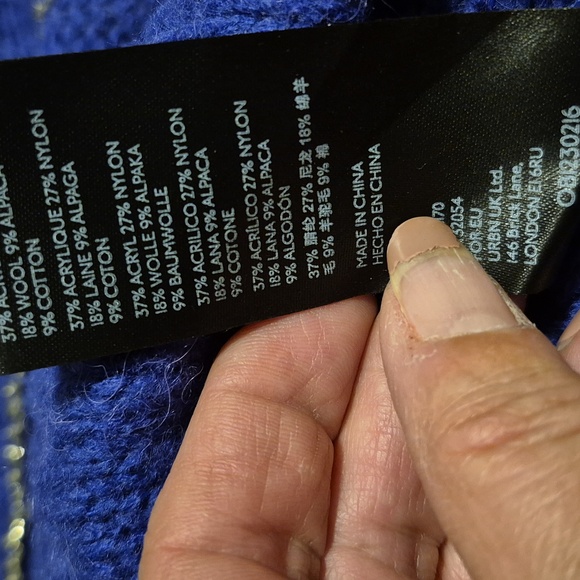 18% WOOL 9% ALPACA
9% COTTON
37% ACRYLIQUE 27% NYLON
18% LAINE 9% ALPAGA
9% COTTON
37% ACRYL 27% NYLON
18% WOLLE 9% ALPAKA
9% BAUMWOLLE
37% ACRILICO 27% NYLON
18% LANA 9% ALPACA
9% COTONE
37% ACRÍLICO 27% NYLON
18% LANA 9% ALPACA
9% ALGODÓN
37% 腈纶 27% 尼龙 18% 绵羊
毛 9% 羊驼毛 9% 棉
MADE IN CHINA
HECHO EN CHINA
URBN UK Ltd.
146 Brick Lane,
LONDON E1 6RU